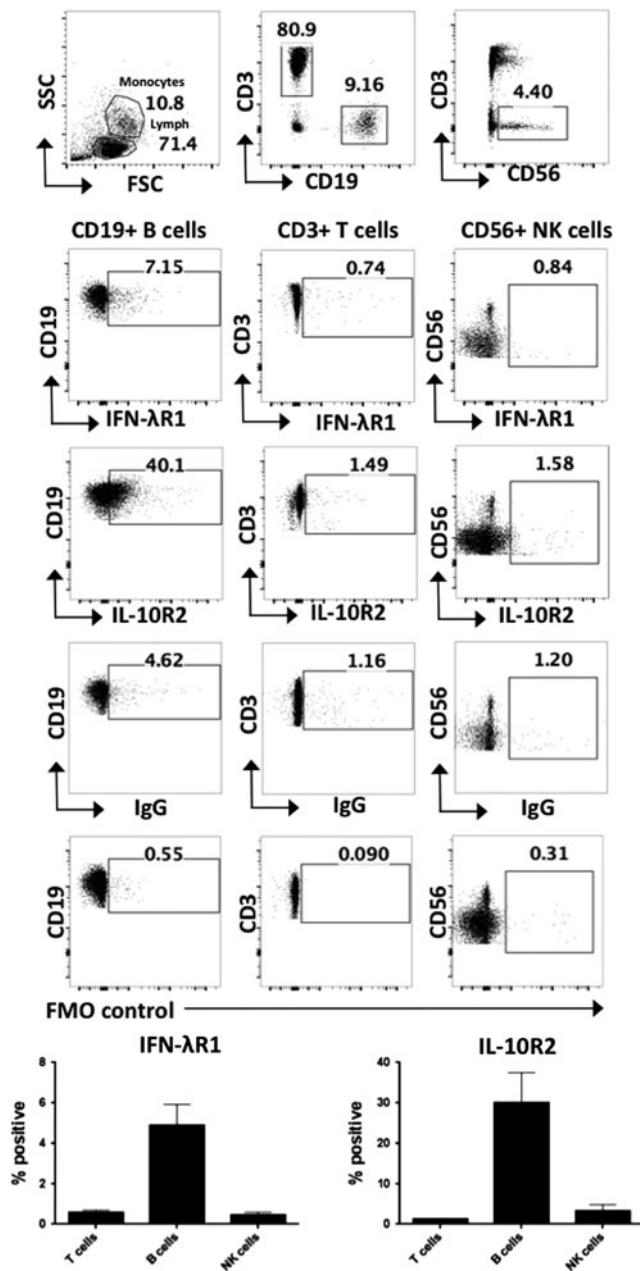 SSC
Monocytes
10.8
Lymph
71.4
FSC
80.9
CD3
9.16
CD19
CD3
4.40
CD56
CD19+ B cells
CD3+ T cells
CD56+ NK cells
CD19
7.15
IFN-λR1
CD3
0.74
IFN-λR1
CD56
0.84
IFN-λR1
CD19
40.1
IL-10R2
CD3
1.49
IL-10R2
CD56
1.58
IL-10R2
CD19
4.62
IgG
CD3
1.16
IgG
CD56
1.20
IgG
CD19
0.55
CD3
0.090
CD56
0.31
FMO control
IFN-λR1
% positive
8
6
4
2
0
T cells
B cells
NK cells
IL-10R2
% positive
40
30
20
10
0
T cells
B cells
NK cells